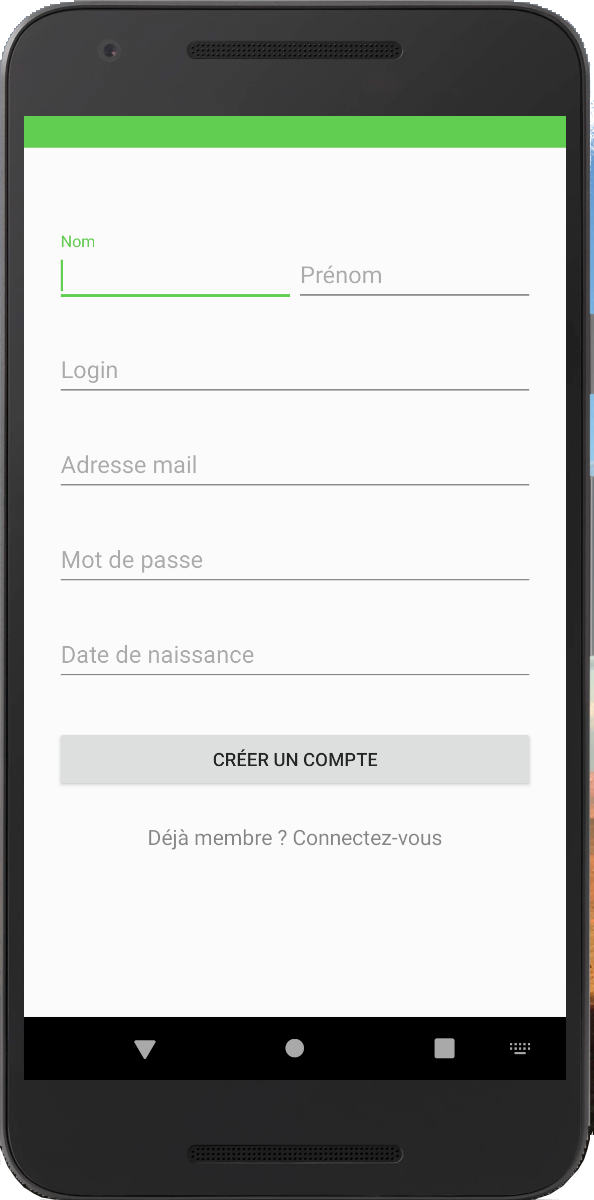 Nom
Prénom
Login
Adresse mail
Mot de passe
Date de naissance
CRÉER UN COMPTE
Déjà membre ? Connectez-vous